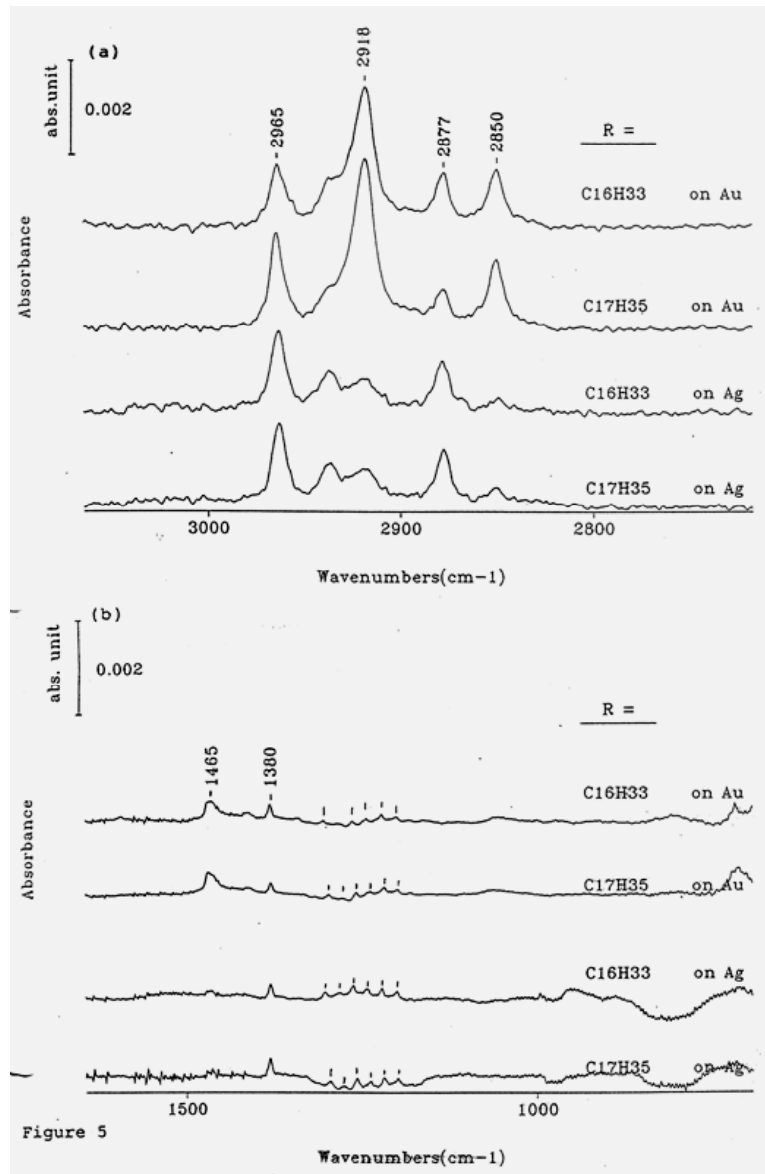 (a)
abs.unit
0.002
2965
2918
2877
2850
R =
C16H33 on Au
C17H35 on Au
C16H33 on Ag
C17H35 on Ag
Absorbance
3000 2900 2800
Wavenumbers(cm-1)
(b)
abs. unit
0.002
1465
1380
R =
C16H33 on Au
C17H35 on Au
C16H33 on Ag
C17H35 on Ag
Absorbance
1500 1000
Figure 5
Wavenumbers(cm-1)